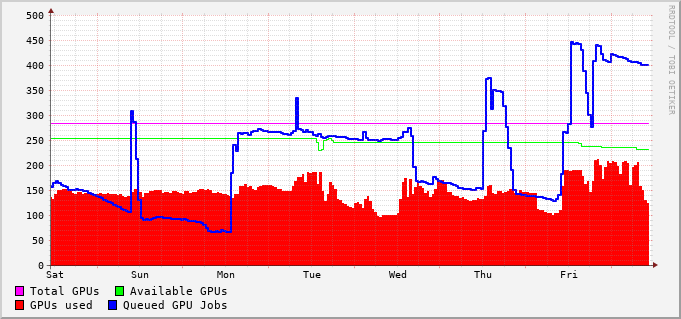 500
450
400
350
300
250
200
150
100
50
0
Sat Sun Mon Tue Wed Thu Fri
Total GPUs Available GPUs
GPUs used Queued GPU Jobs
RRDTOOL / TOBI OETIKER